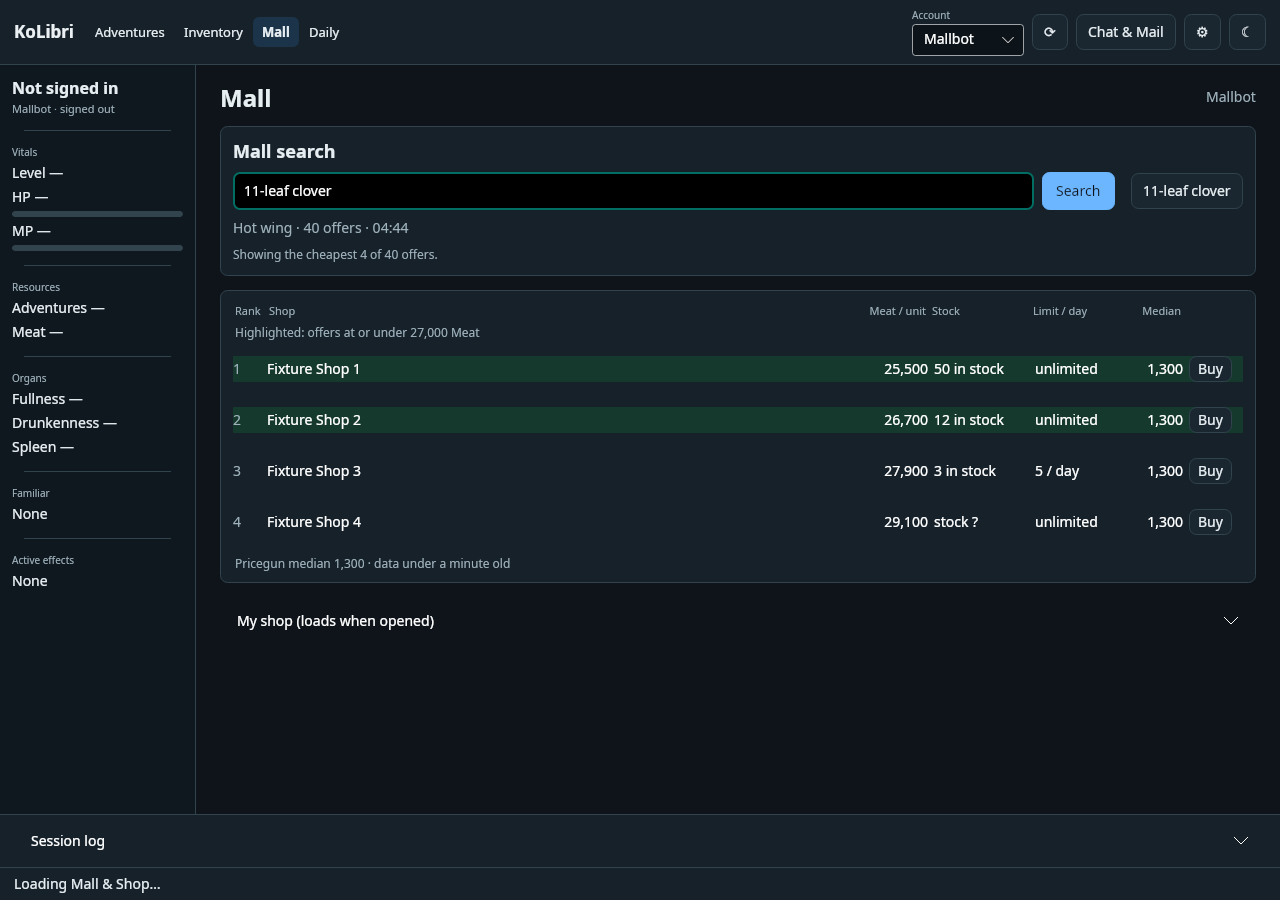 KoLibri
Adventures
Inventory
Mall
Daily
Account
Mallbot
Chat & Mail
Not signed in
Mallbot · signed out
Vitals
Level —
HP —
MP —
Resources
Adventures —
Meat —
Organs
Fullness —
Drunkenness —
Spleen —
Familiar
None
Active effects
None
Mall
Mallbot
Mall search
11-leaf clover
Search
11-leaf clover
Hot wing · 40 offers · 04:44
Showing the cheapest 4 of 40 offers.
Rank Shop Meat / unit Stock Limit / day Median
Highlighted: offers at or under 27,000 Meat
1 Fixture Shop 1 25,500 50 in stock unlimited 1,300 Buy
2 Fixture Shop 2 26,700 12 in stock unlimited 1,300 Buy
3 Fixture Shop 3 27,900 3 in stock 5 / day 1,300 Buy
4 Fixture Shop 4 29,100 stock ? unlimited 1,300 Buy
Pricegun median 1,300 · data under a minute old
My shop (loads when opened)
Session log
Loading Mall & Shop...